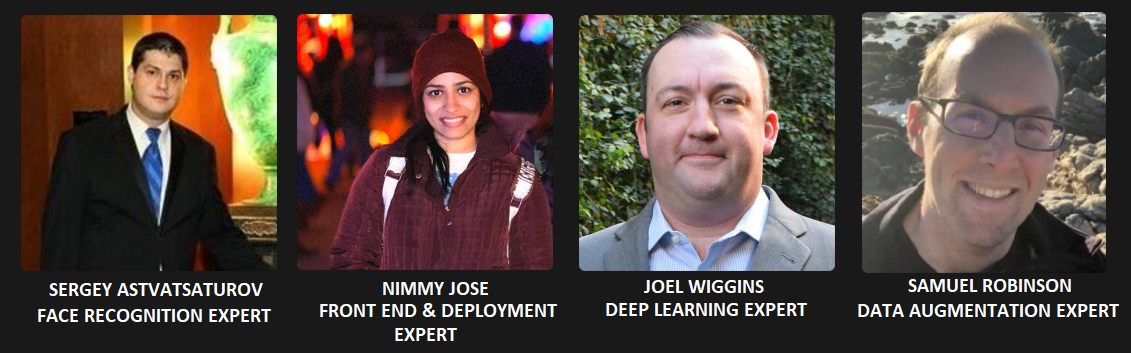 SERGEY ASTVATSATUROV
FACE RECOGNITION EXPERT
NIMMY JOSE
FRONT END & DEPLOYMENT
EXPERT
JOEL WIGGINS
DEEP LEARNING EXPERT
SAMUEL ROBINSON
DATA AUGMENTATION EXPERT